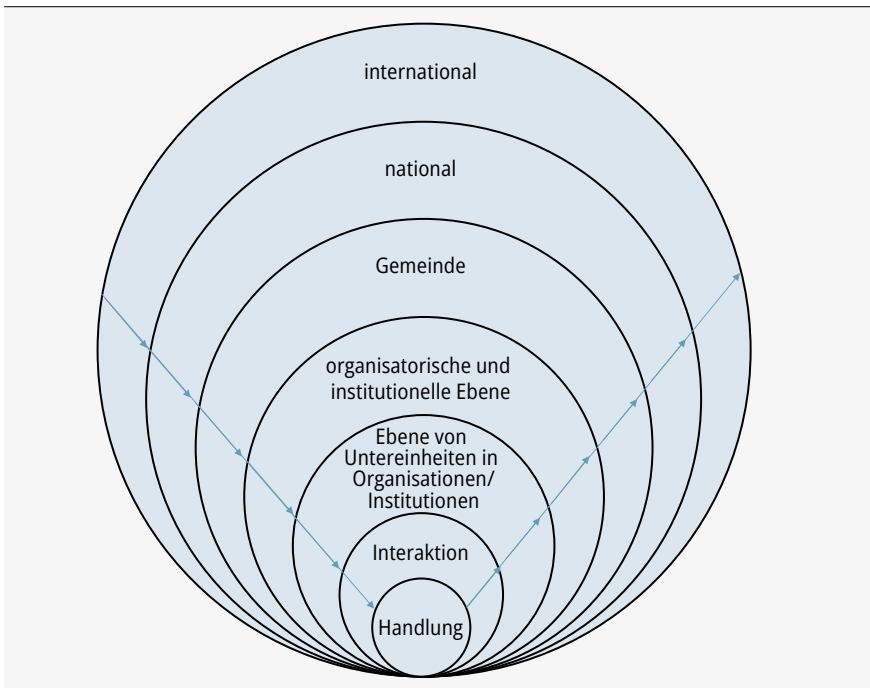 international
national
Gemeinde
organisatorische und
institutionelle Ebene
Ebene von
Untereinheiten in
Organisationen/
Institutionen
Interaktion
Handlung